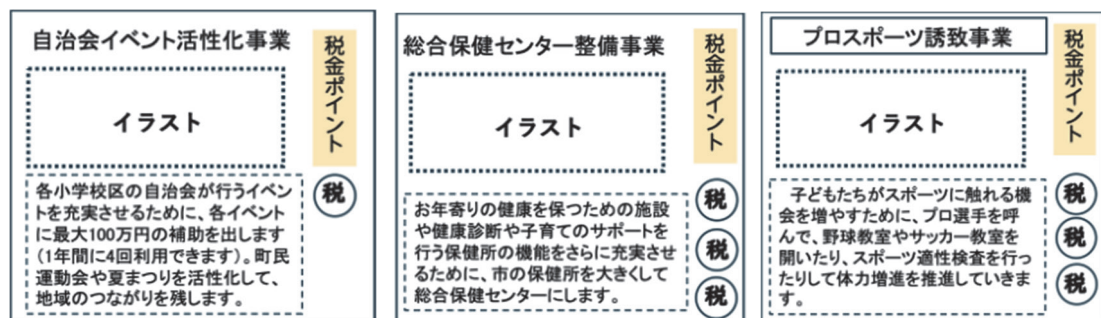 自治会イベント活性化事業
イラスト
各小学校区の自治会が行うイベン
トを充実させるために、各イベント
に最大100万円の補助を出します
(1年間に4回利用できます)。町民
運動会や夏まつりを活性化して、
地域のつながりを残します。
税金ポイント
税
総合保健センター整備事業
イラスト
お年寄りの健康を保つための施設
や健康診断や子育てのサポートを
行う保健所の機能をさらに充実させ
るために、市の保健所を大きくして
総合保健センターにします。
税金ポイント
税
税
税
プロスポーツ誘致事業
イラスト
子どもたちがスポーツに触れる機
会を増やすために、プロ選手を呼
んで、野球教室やサッカー教室を
開いたり、スポーツ適性検査を行っ
たりして体力増進を推進していきま
す。
税金ポイント
税
税
税